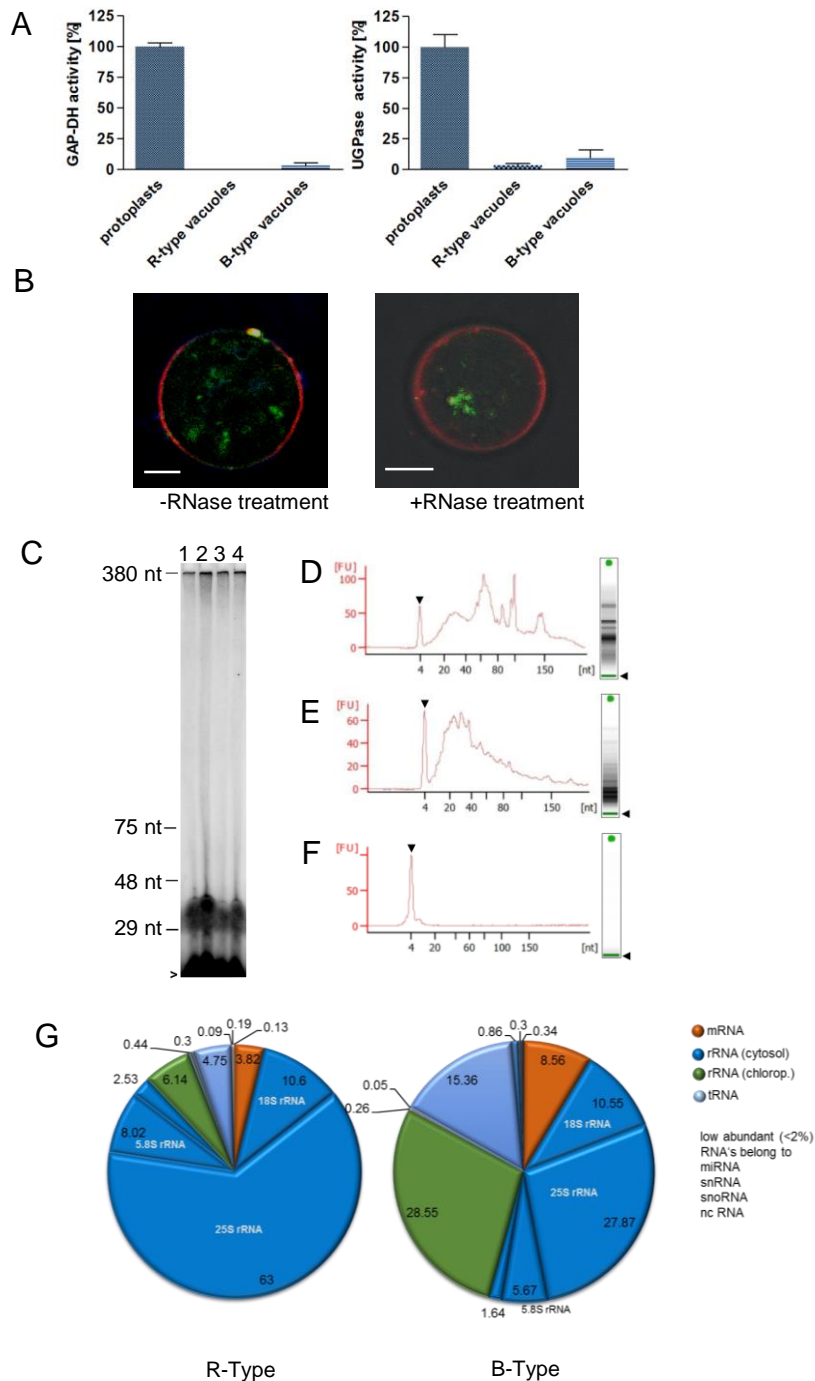 A
GAP-DH activity [%]
125
100
75
50
25
0
protoplasts
R-type vacuoles
B-type vacuoles
UGPase activity [%]
125
100
75
50
25
0
protoplasts
R-type vacuoles
B-type vacuoles
B
-RNase treatment
+RNase treatment
C
1 2 3 4
380 nt
75 nt
48 nt
29 nt
>
D
[FU]
100
50
0
4 20 40 80 150 [nt]
E
[FU]
60
40
20
0
4 20 40 80 150 [nt]
F
[FU]
50
0
4 20 60 100 150 [nt]
G
0.44
0.3
0.09
0.19
0.13
4.75
3.82
2.53
6.14
10.6
18S rRNA
8.02
5.8S rRNA
25S rRNA
63
R-Type
0.86
0.3
0.34
15.36
8.56
0.05
0.26
10.55
18S rRNA
25S rRNA
28.55
27.87
5.67
1.64
5.8S rRNA
B-Type
mRNA
rRNA (cytosol)
rRNA (chlorop.)
tRNA
low abundant (<2%)
RNA's belong to
miRNA
snRNA
snoRNA
nc RNA